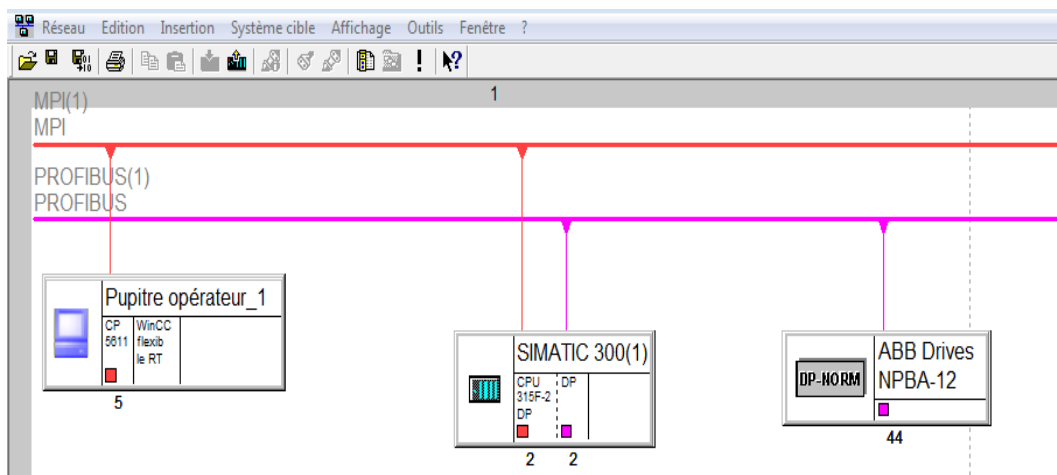 Réseau Edition Insertion Système cible Affichage Outils Fenêtre ?
1
MPI(1)
MPI
PROFIBUS(1)
PROFIBUS
Pupitre opérateur_1
CP
5611
WinCC
flexib
le RT
5
SIMATIC 300(1)
CPU
315F-2
DP
DP
2 2
DP-NORM
ABB Drives
NPBA-12
44